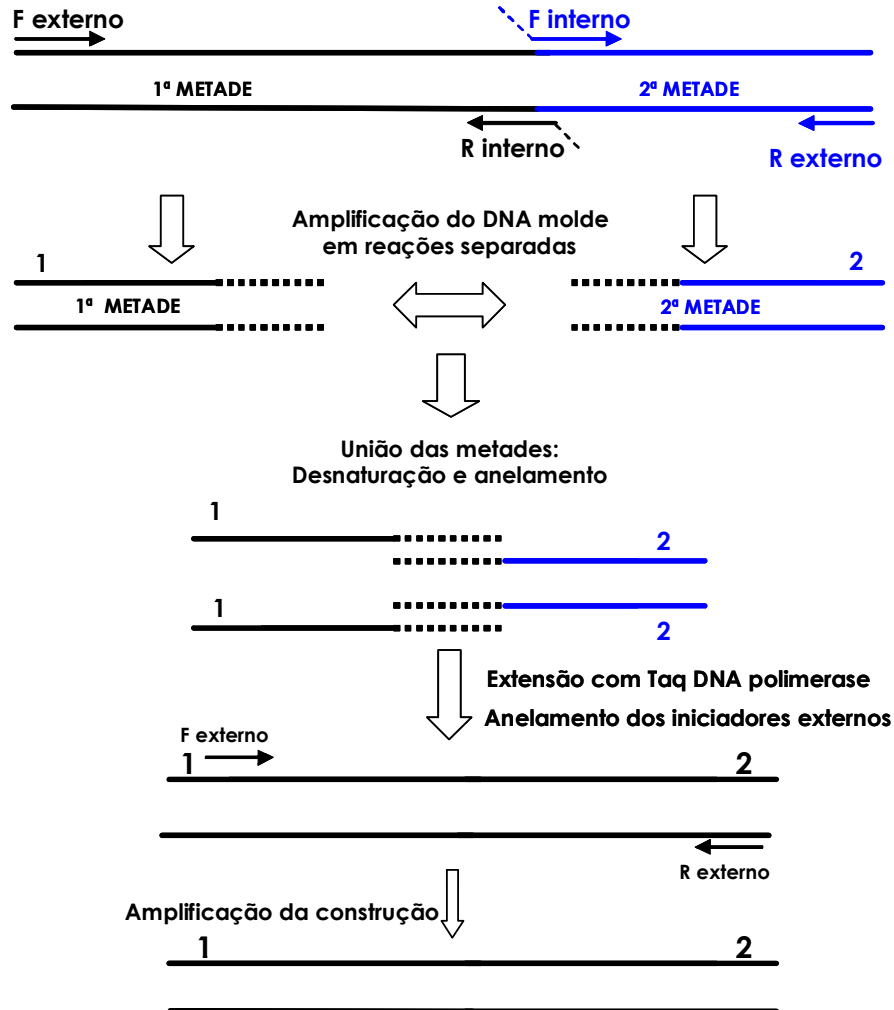 F externo
F interno
1ª METADE
2ª METADE
R interno
R externo
Amplificação do DNA molde
em reações separadas
1
2
1ª METADE
2ª METADE
União das metades:
Desnaturação e anelamento
1
2
1
2
Extensão com Taq DNA polimerase
Anelamento dos iniciadores externos
F externo
1
2
R externo
Amplificação da construção
1
2